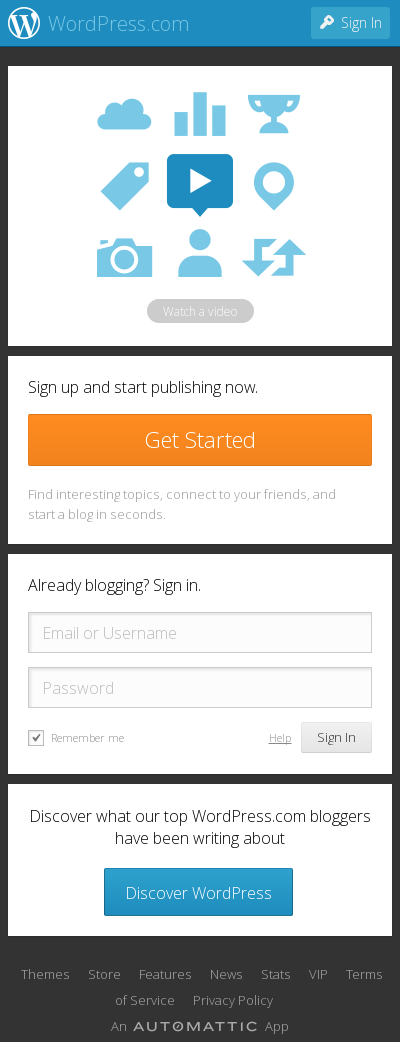 WordPress.com
Sign In
Watch a video
Sign up and start publishing now.
Get Started
Find interesting topics, connect to your friends, and
start a blog in seconds.
Already blogging? Sign in.
Email or Username
Password
Remember me
Help
Sign In
Discover what our top WordPress.com bloggers
have been writing about
Discover WordPress
Themes Store Features News Stats VIP Terms
of Service Privacy Policy
An AUTOMATTIC App